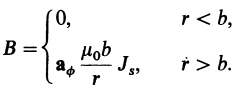 B = { 0, r < b,
a_ϕ μ₀b/r J_s, r > b.